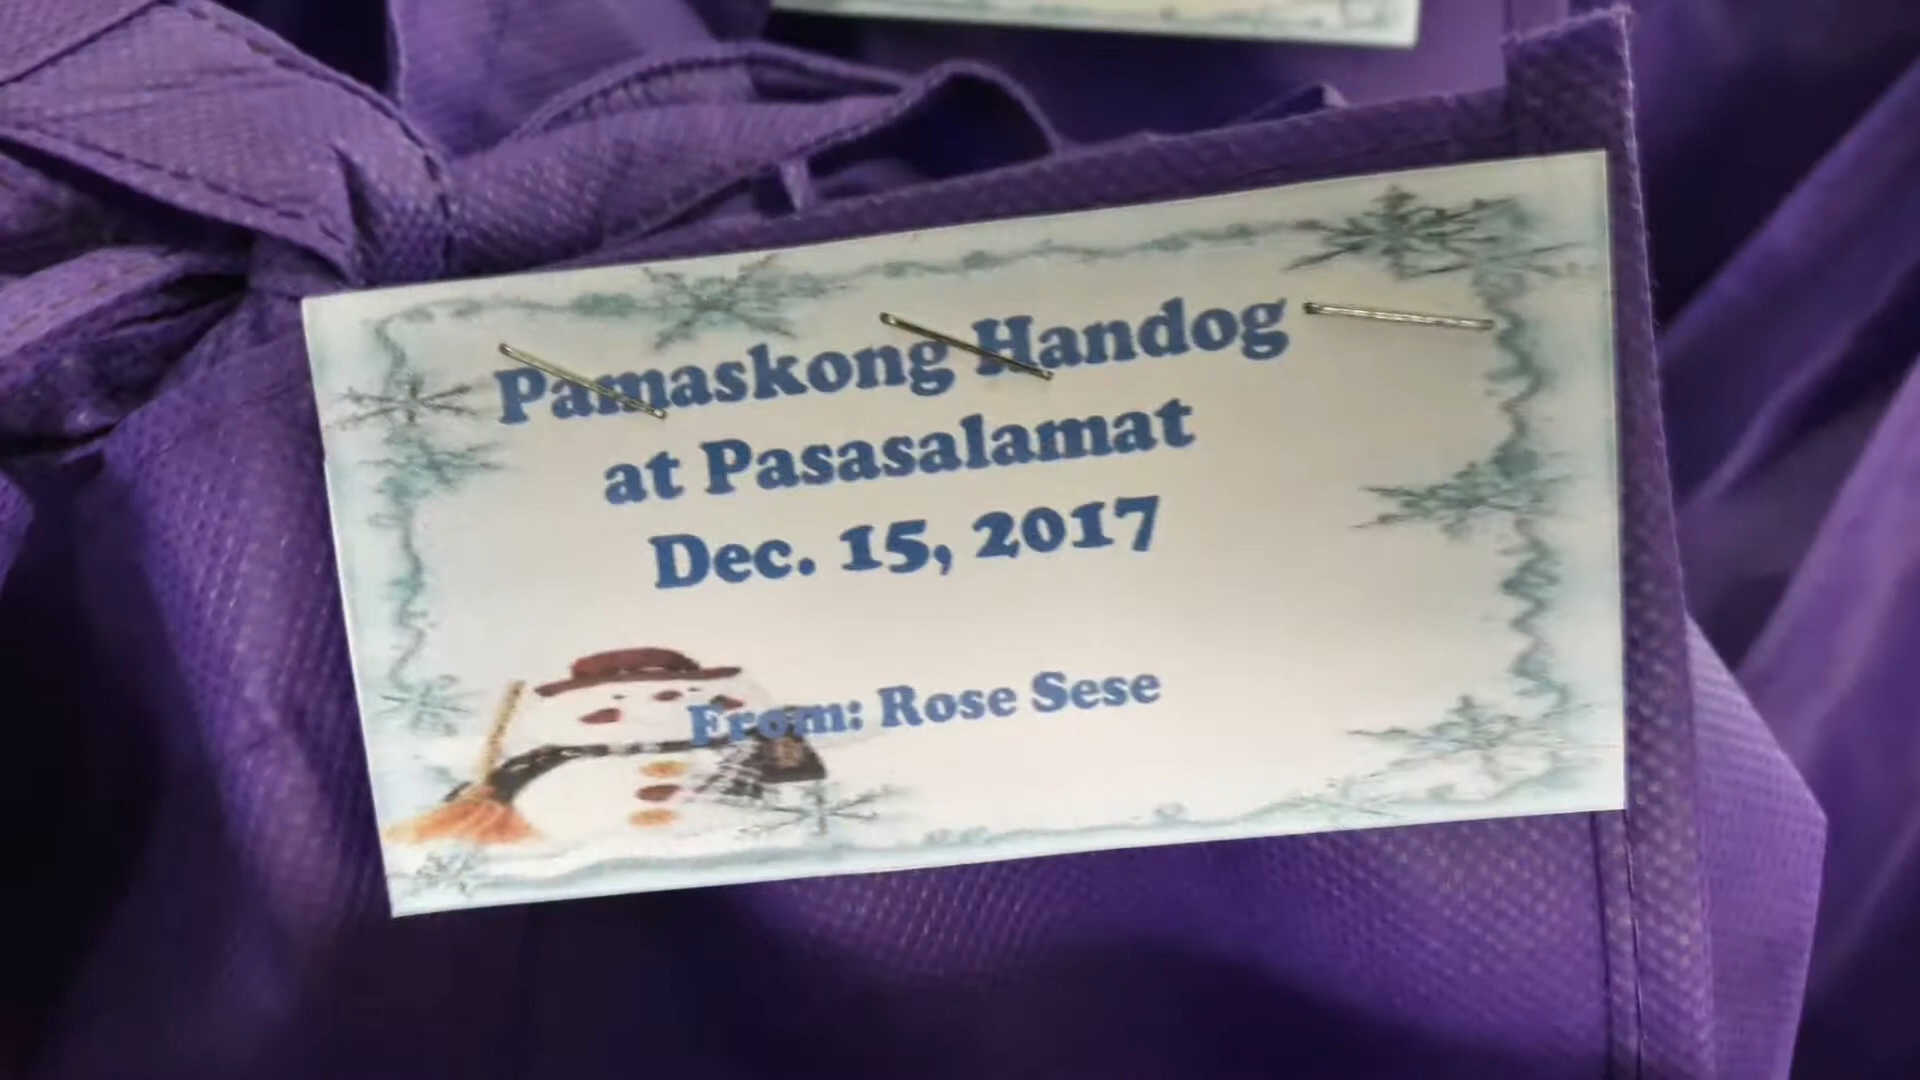 Pamaskong Handog
at Pasasalamat
Dec. 15, 2017
From: Rose Sese